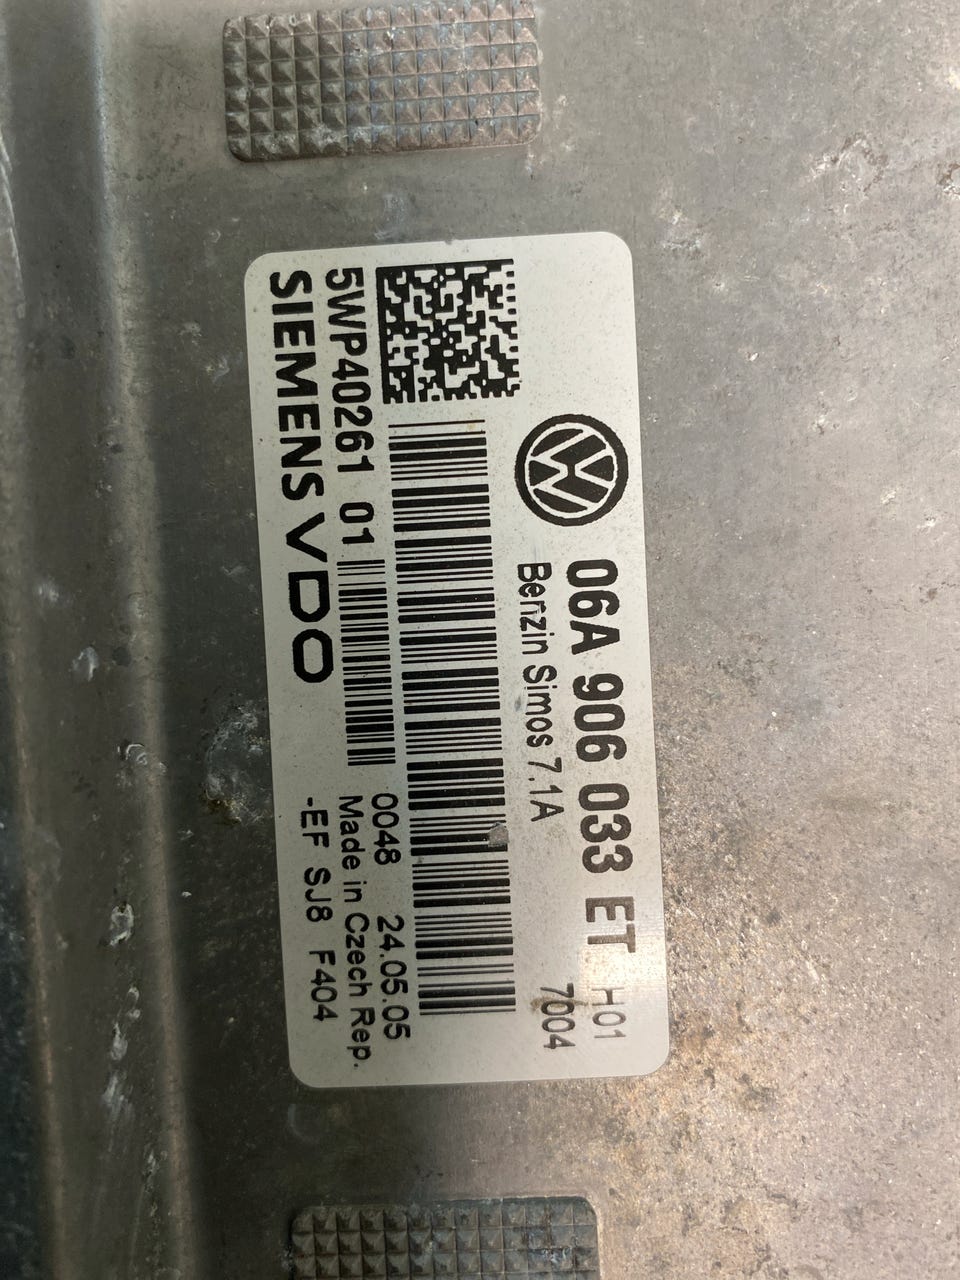 06A 906 033 ET H01
Benzin Simos 7.1A 7004
5WP40261 01
0048 24.05.05
SIEMENS VDO
Made in Czech Rep.
-EF SJ8 F404